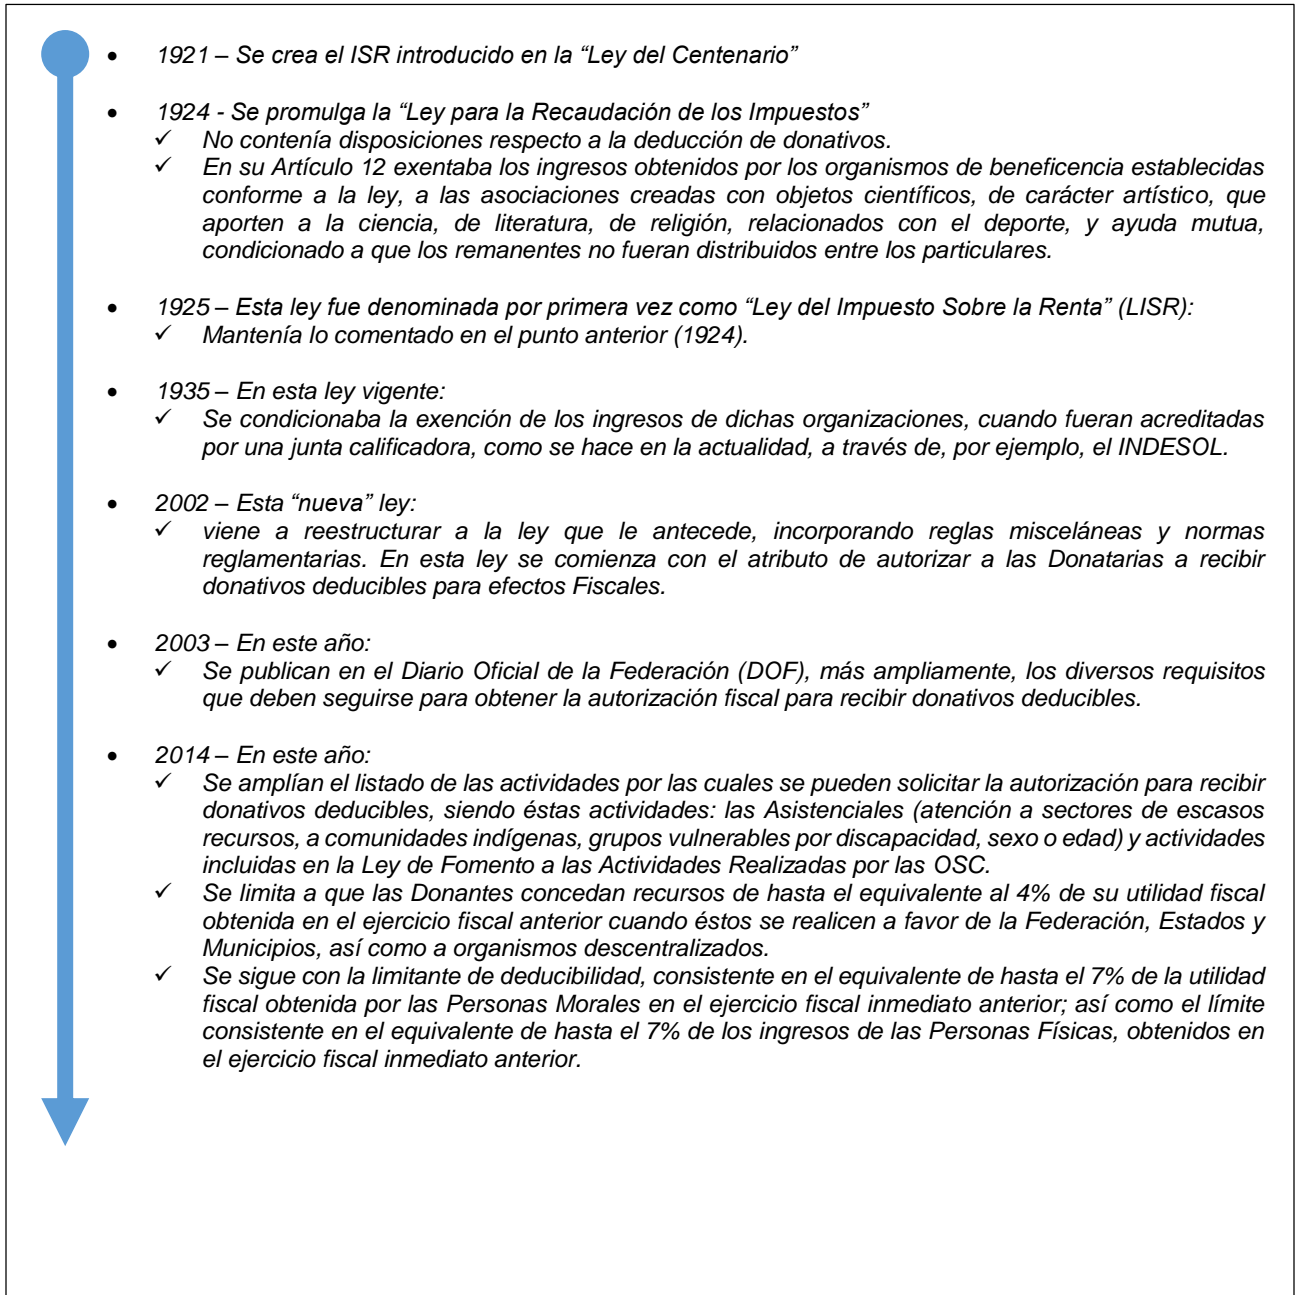 • 1921 – Se crea el ISR introducido en la “Ley del Centenario”
• 1924 - Se promulga la “Ley para la Recaudación de los Impuestos”
✓ No contenía disposiciones respecto a la deducción de donativos.
✓ En su Artículo 12 exentaba los ingresos obtenidos por los organismos de beneficencia establecidas
conforme a la ley, a las asociaciones creadas con objetos científicos, de carácter artístico, que
aporten a la ciencia, de literatura, de religión, relacionados con el deporte, y ayuda mutua,
condicionado a que los remanentes no fueran distribuidos entre los particulares.
• 1925 – Esta ley fue denominada por primera vez como “Ley del Impuesto Sobre la Renta” (LISR):
✓ Mantenía lo comentado en el punto anterior (1924).
• 1935 – En esta ley vigente:
✓ Se condicionaba la exención de los ingresos de dichas organizaciones, cuando fueran acreditadas
por una junta calificadora, como se hace en la actualidad, a través de, por ejemplo, el INDESOL.
• 2002 – Esta “nueva” ley:
✓ viene a reestructurar a la ley que le antecede, incorporando reglas misceláneas y normas
reglamentarias. En esta ley se comienza con el atributo de autorizar a las Donatarias a recibir
donativos deducibles para efectos Fiscales.
• 2003 – En este año:
✓ Se publican en el Diario Oficial de la Federación (DOF), más ampliamente, los diversos requisitos
que deben seguirse para obtener la autorización fiscal para recibir donativos deducibles.
• 2014 – En este año:
✓ Se amplían el listado de las actividades por las cuales se pueden solicitar la autorización para recibir
donativos deducibles, siendo éstas actividades: las Asistenciales (atención a sectores de escasos
recursos, a comunidades indígenas, grupos vulnerables por discapacidad, sexo o edad) y actividades
incluidas en la Ley de Fomento a las Actividades Realizadas por las OSC.
✓ Se limita a que las Donantes concedan recursos de hasta el equivalente al 4% de su utilidad fiscal
obtenida en el ejercicio fiscal anterior cuando éstos se realicen a favor de la Federación, Estados y
Municipios, así como a organismos descentralizados.
✓ Se sigue con la limitante de deducibilidad, consistente en el equivalente de hasta el 7% de la utilidad
fiscal obtenida por las Personas Morales en el ejercicio fiscal inmediato anterior; así como el límite
consistente en el equivalente de hasta el 7% de los ingresos de las Personas Físicas, obtenidos en
el ejercicio fiscal inmediato anterior.